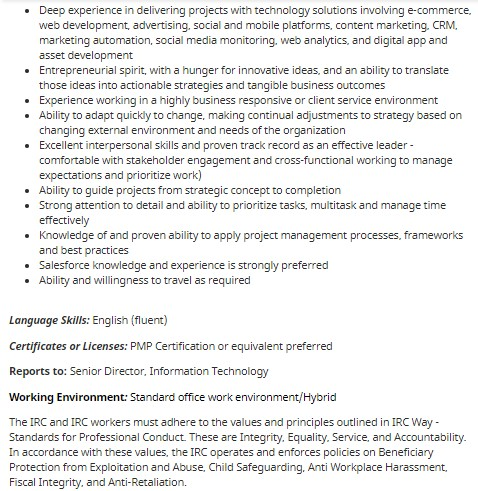 • Deep experience in delivering projects with technology solutions involving e-commerce,
web development, advertising, social and mobile platforms, content marketing, CRM,
marketing automation, social media monitoring, web analytics, and digital app and
asset development
• Entrepreneurial spirit, with a hunger for innovative ideas, and an ability to translate
those ideas into actionable strategies and tangible business outcomes
• Experience working in a highly business responsive or client service environment
• Ability to adapt quickly to change, making continual adjustments to strategy based on
changing external environment and needs of the organization
• Excellent interpersonal skills and proven track record as an effective leader -
comfortable with stakeholder engagement and cross-functional working to manage
expectations and prioritize work)
• Ability to guide projects from strategic concept to completion
• Strong attention to detail and ability to prioritize tasks, multitask and manage time
effectively
• Knowledge of and proven ability to apply project management processes, frameworks
and best practices
• Salesforce knowledge and experience is strongly preferred
• Ability and willingness to travel as required
Language Skills: English (fluent)
Certificates or Licenses: PMP Certification or equivalent preferred
Reports to: Senior Director, Information Technology
Working Environment: Standard office work environment/Hybrid
The IRC and IRC workers must adhere to the values and principles outlined in IRC Way -
Standards for Professional Conduct. These are Integrity, Equality, Service, and Accountability.
In accordance with these values, the IRC operates and enforces policies on Beneficiary
Protection from Exploitation and Abuse, Child Safeguarding, Anti Workplace Harassment,
Fiscal Integrity, and Anti-Retaliation.